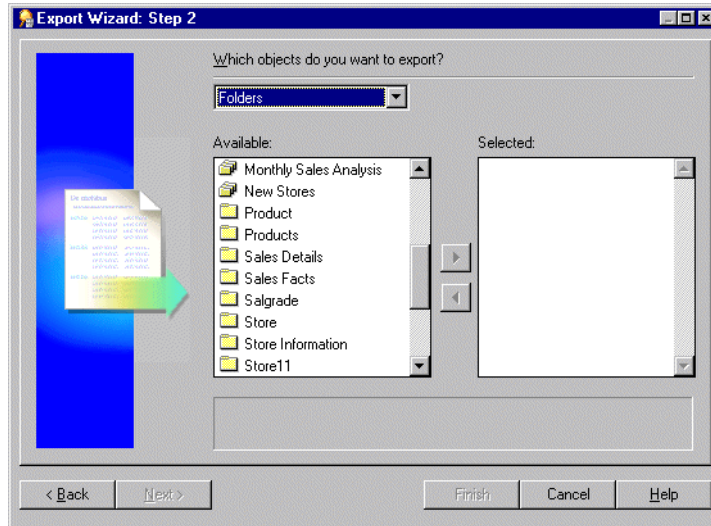 Export Wizard: Step 2
Which objects do you want to export?
Folders
Available:
Selected:
Monthly Sales Analysis
New Stores
Product
Products
Sales Details
Sales Facts
Salgrade
Store
Store Information
Store11
< Back
Next >
Finish
Cancel
Help